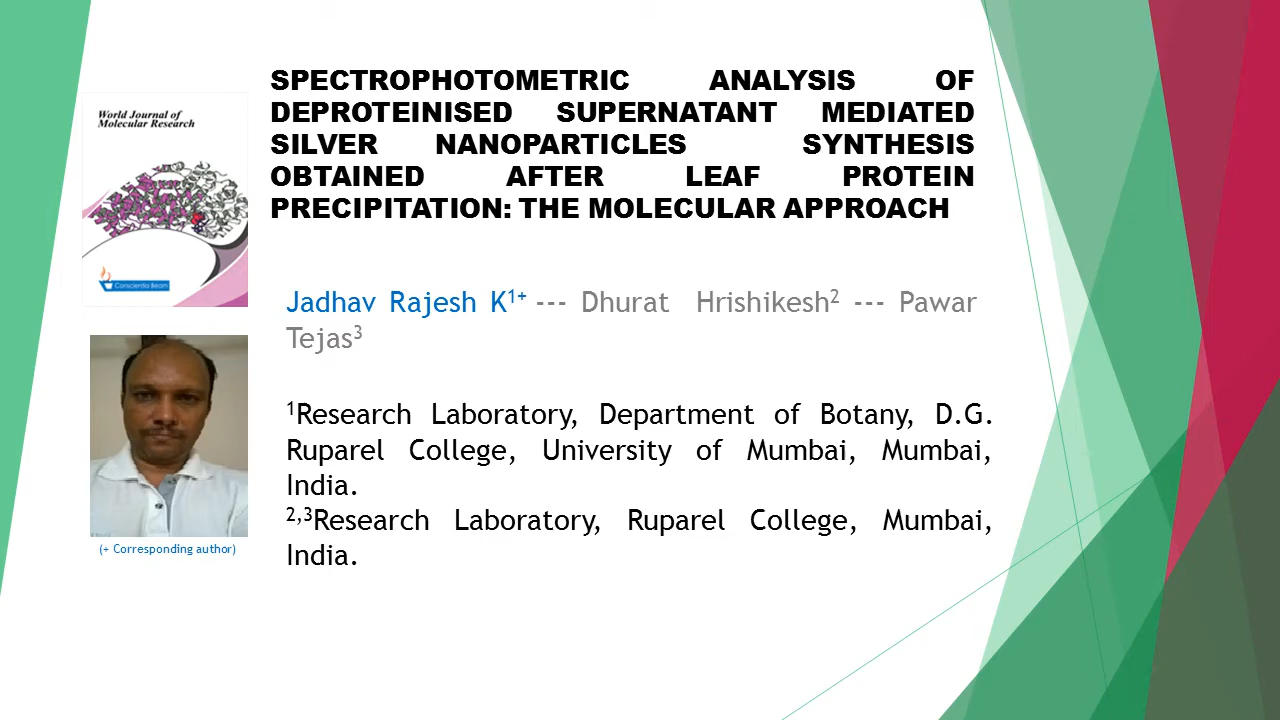 SPECTROPHOTOMETRIC ANALYSIS OF
DEPROTEINISED SUPERNATANT MEDIATED
SILVER NANOPARTICLES SYNTHESIS
OBTAINED AFTER LEAF PROTEIN
PRECIPITATION: THE MOLECULAR APPROACH
World Journal of
Molecular Research
Conscientia Beam
Jadhav Rajesh K1+ --- Dhurat Hrishikesh2 --- Pawar
Tejas3
(+ Corresponding author)
1Research Laboratory, Department of Botany, D.G.
Ruparel College, University of Mumbai, Mumbai,
India.
2,3Research Laboratory, Ruparel College, Mumbai,
India.